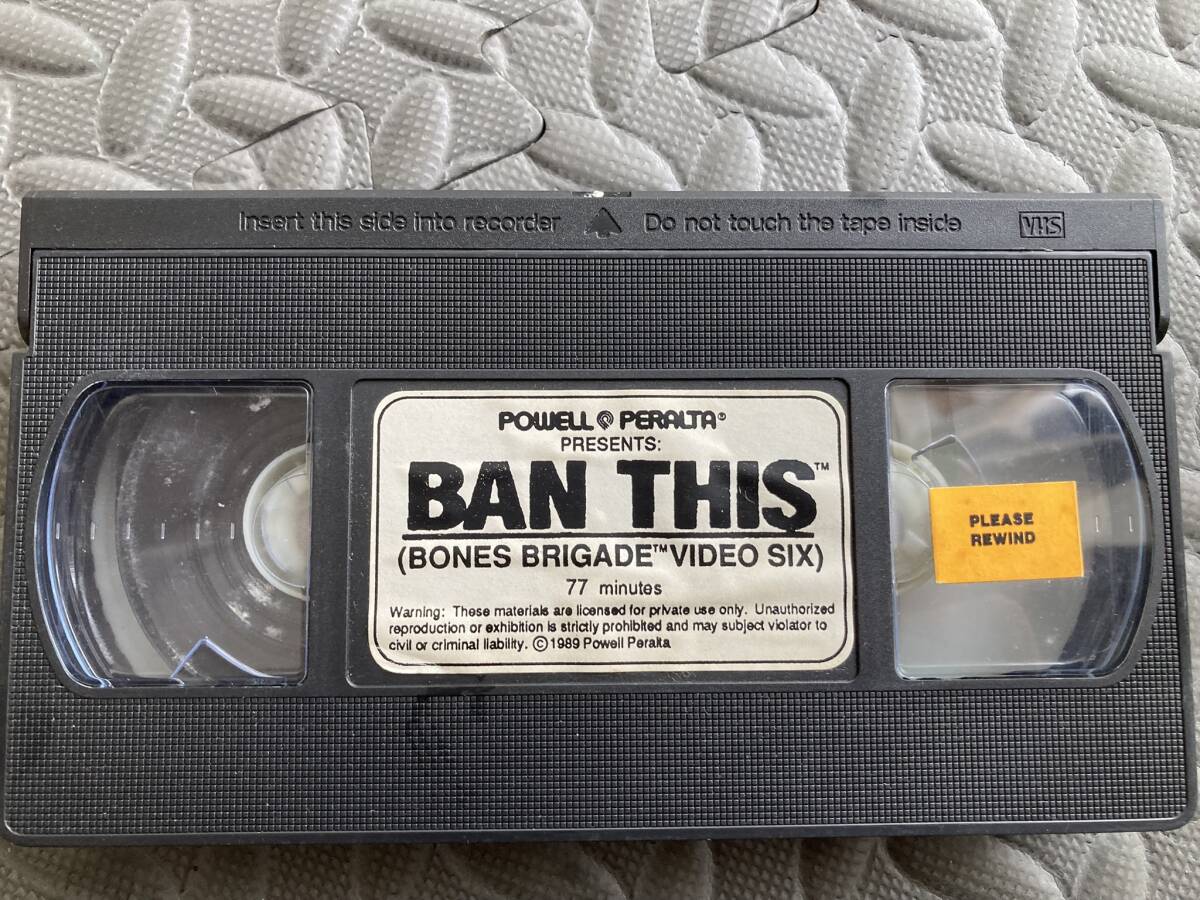 Insert this side into recorder Do not touch the tape inside VHS
POWELL PERALTA®
PRESENTS:
BAN THIS™
(BONES BRIGADE™ VIDEO SIX)
77 minutes
Warning: These materials are licensed for private use only. Unauthorized
reproduction or exhibition is strictly prohibited and may subject violator to
civil or criminal liability. ©1989 Powell Peralta
PLEASE
REWIND